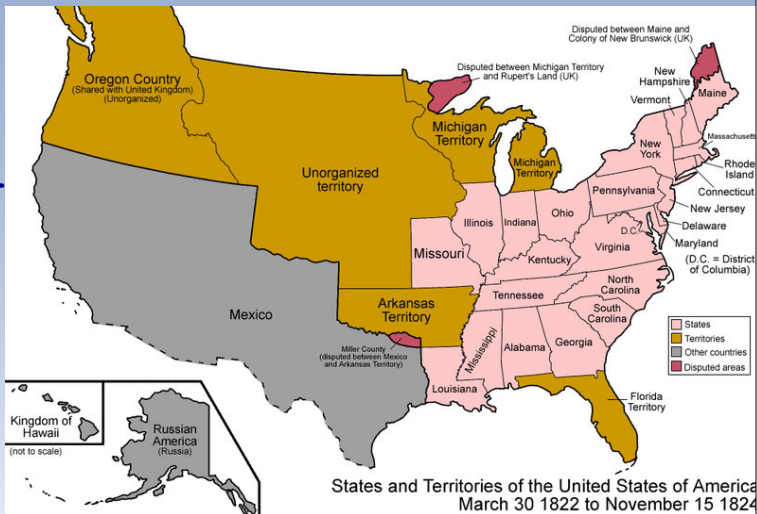 Disputed between Maine and
Colony of New Brunswick (UK)
Oregon Country
(Shared with United Kingdom)
(Unorganized)
Disputed between Michigan Territory
and Rupert's Land (UK)
New
Hampshire
Vermont
Maine
Michigan
Territory
Michigan
Territory
New
York
Massachusett
Rhode
Island
Connecticut
Unorganized
territory
Pennsylvania
New Jersey
Illinois
Indiana
Ohio
D.C.
Delaware
Maryland
(D.C. = District
of Columbia)
Missouri
Kentucky
Virginia
North
Carolina
Tennessee
Arkansas
Territory
South
Carolina
Mexico
Miller County
(disputed between Mexico
and Arkansas Territory)
Mississippi
Alabama
Georgia
Louisiana
States
Territories
Other countries
Disputed areas
Florida
Territory
Kingdom of
Hawaii
(not to scale)
Russian
America
(Russia)
States and Territories of the United States of America
March 30 1822 to November 15 1824